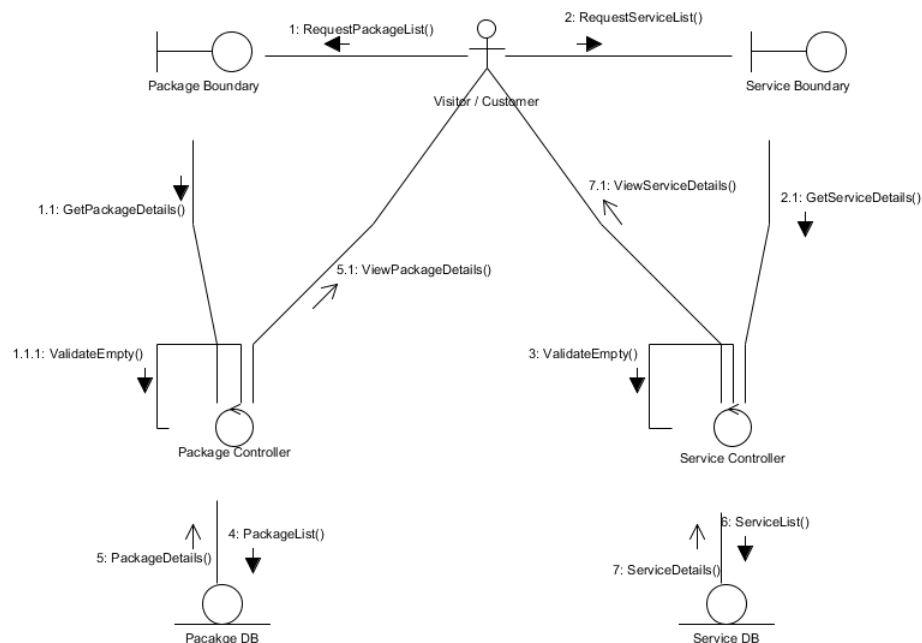 1: RequestPackageList()
2: RequestServiceList()
Package Boundary
Visitor / Customer
Service Boundary
1.1: GetPackageDetails()
7.1: ViewServiceDetails()
2.1: GetServiceDetails()
5.1: ViewPackageDetails()
1.1.1: ValidateEmpty()
3: ValidateEmpty()
Package Controller
Service Controller
4: PackageList()
6: ServiceList()
5: PackageDetails()
7: ServiceDetails()
Pacakge DB
Service DB